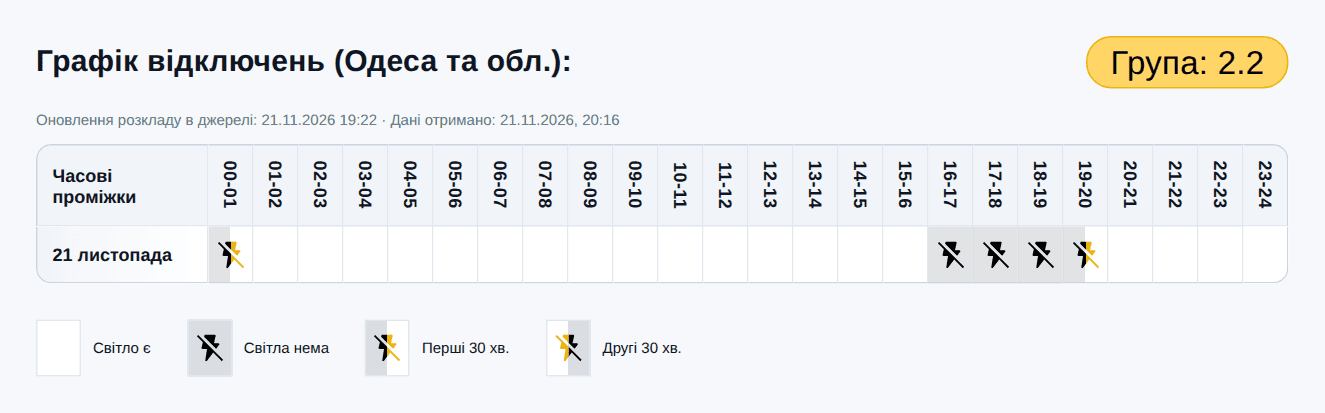 Графік відключень (Одеса та обл.):
Група: 2.2
Оновлення розкладу в джерелі: 21.11.2026 19:22 · Дані отримано: 21.11.2026, 20:16
Часові
проміжки
00-01
01-02
02-03
03-04
04-05
05-06
06-07
07-08
08-09
09-10
10-11
11-12
12-13
13-14
14-15
15-16
16-17
17-18
18-19
19-20
20-21
21-22
22-23
23-24
21 листопада
Світло є
Світла нема
Перші 30 хв.
Другі 30 хв.